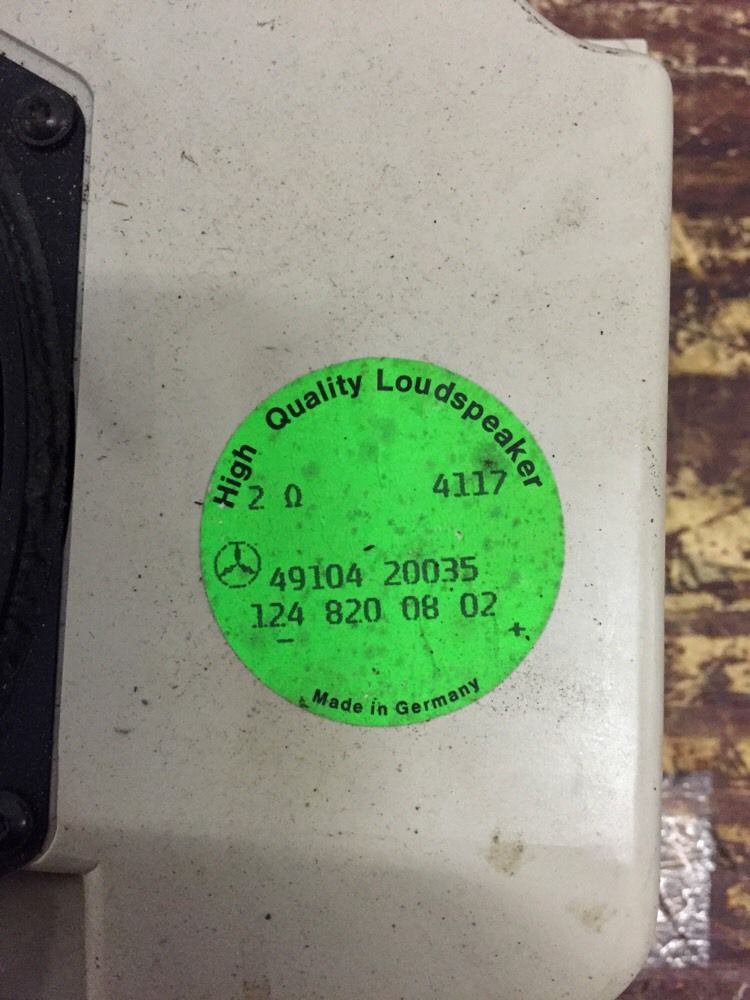 High Quality Loudspeaker
2 Ω 4117
49104 20035
124 820 08 02
- +
Made in Germany